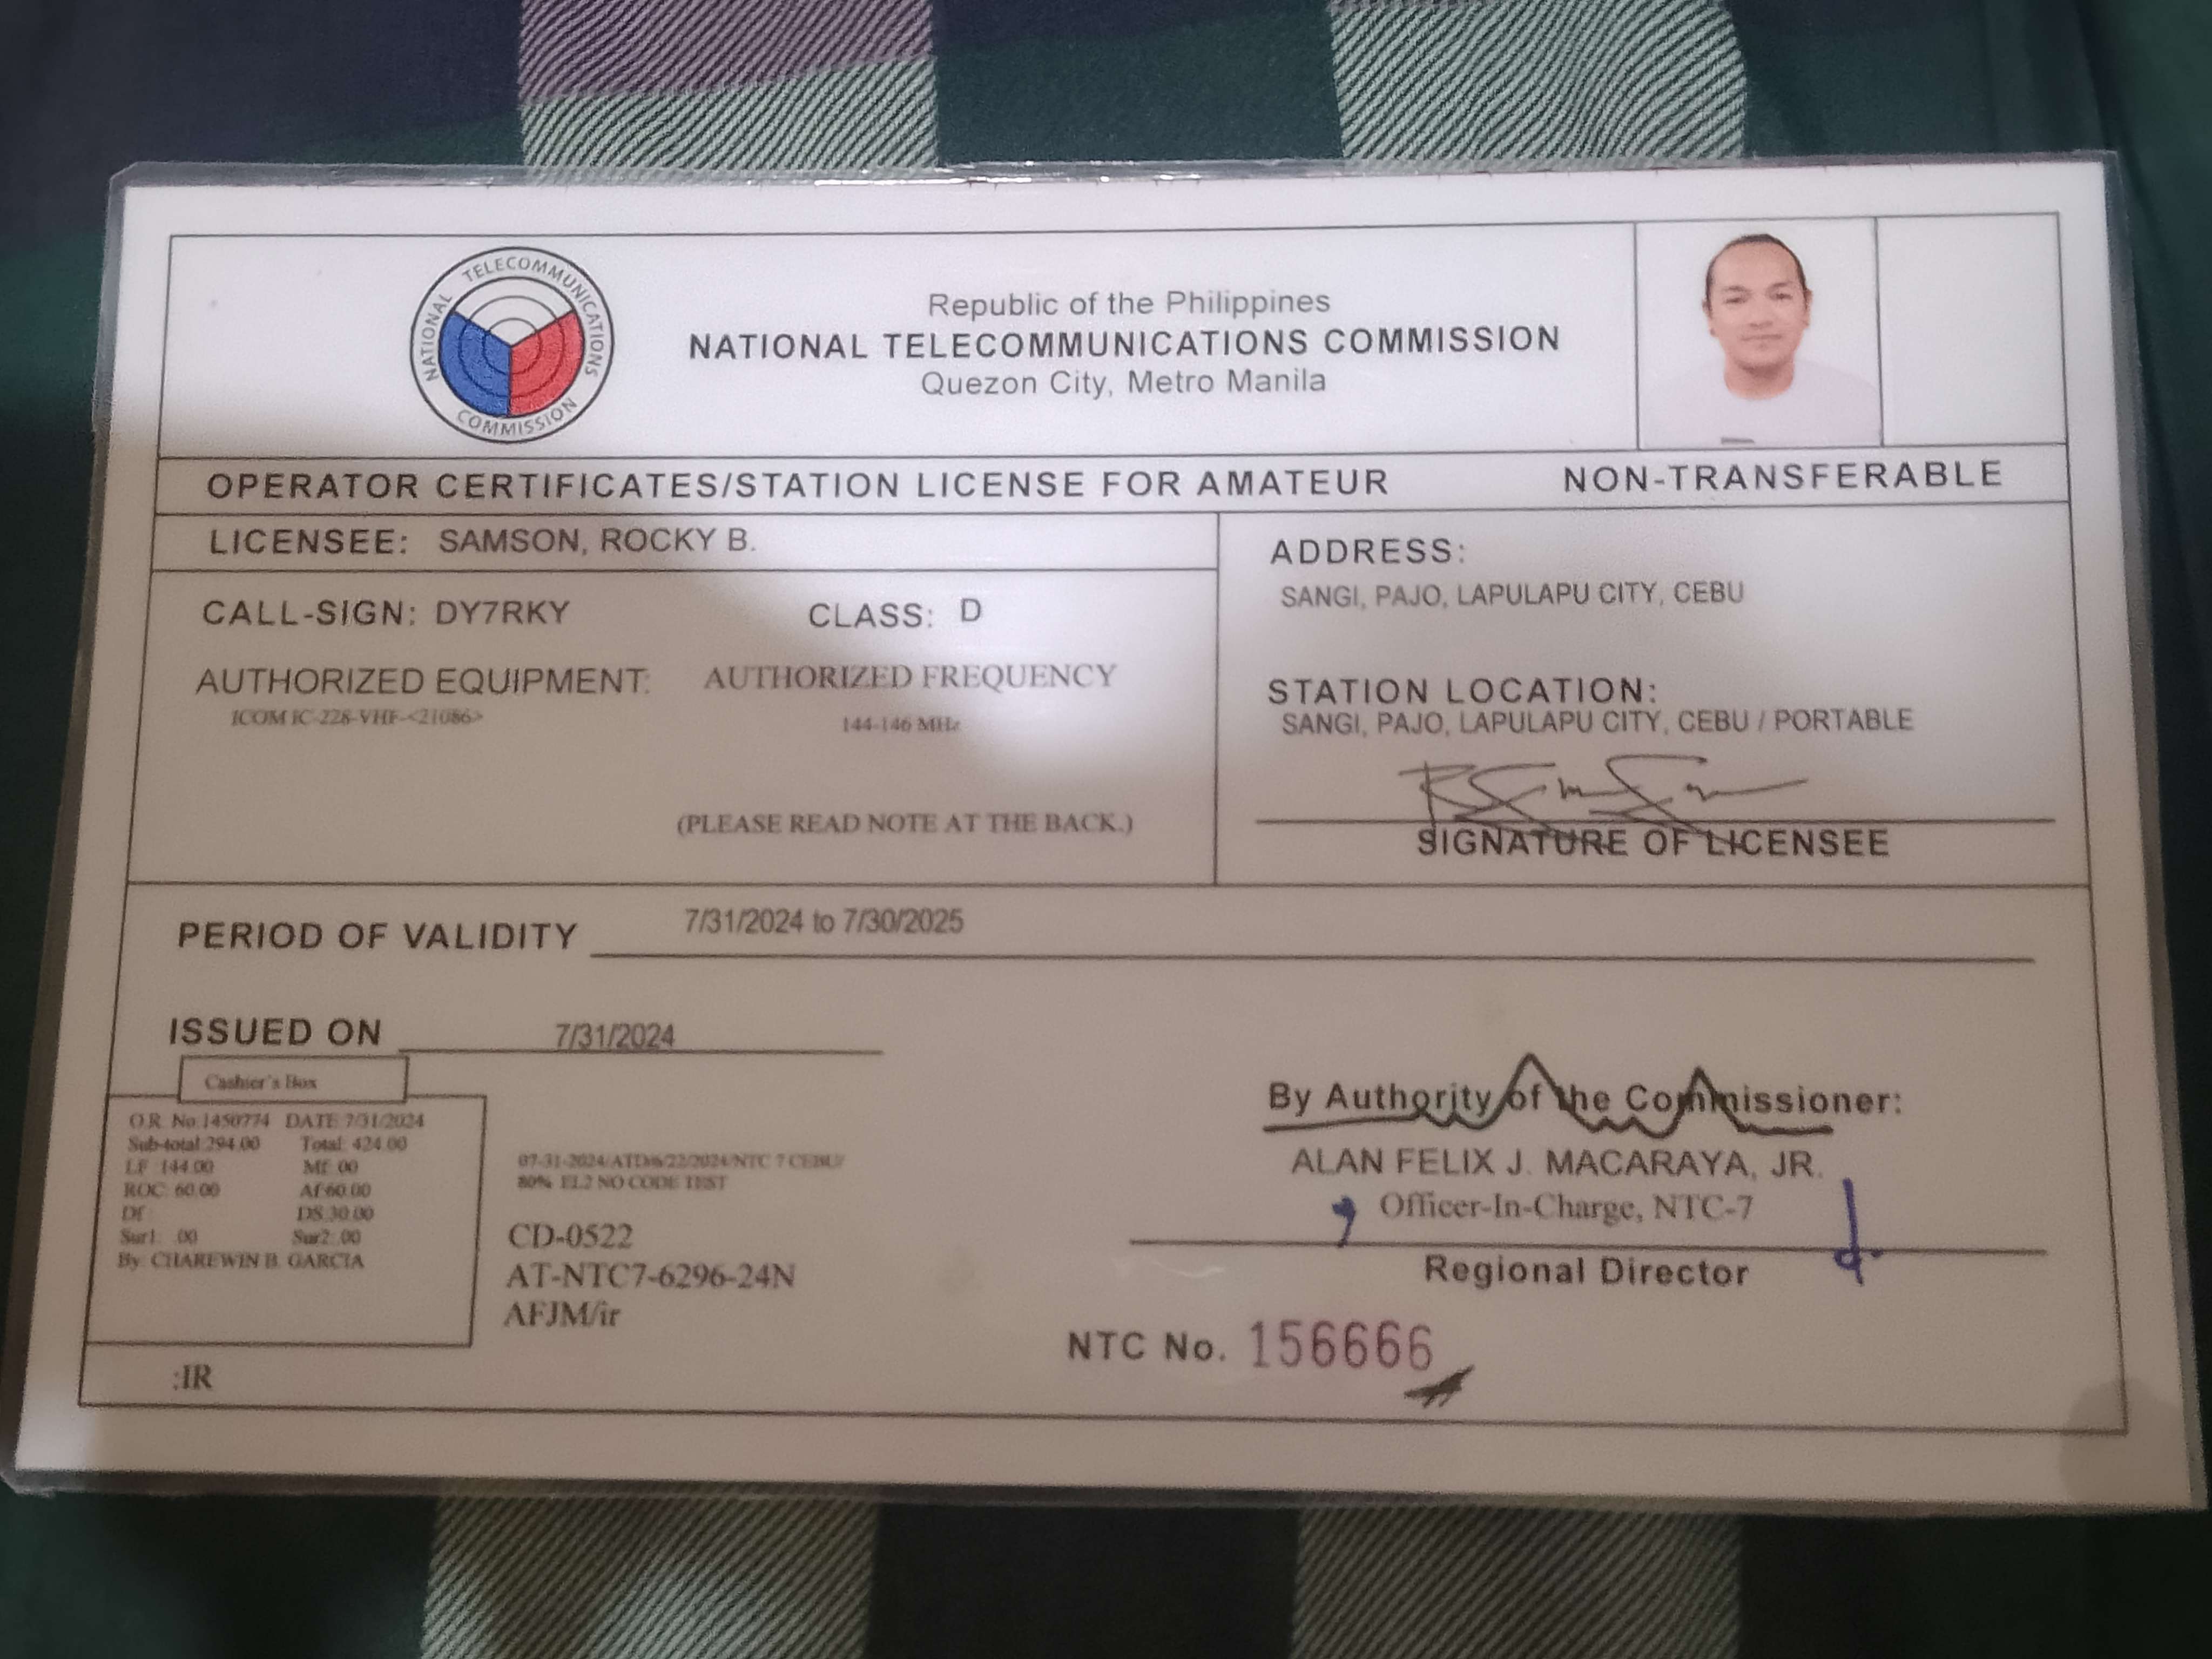 NATIONAL TELECOMMUNICATIONS COMMISSION
Republic of the Philippines
NATIONAL TELECOMMUNICATIONS COMMISSION
Quezon City, Metro Manila
OPERATOR CERTIFICATES/STATION LICENSE FOR AMATEUR NON-TRANSFERABLE
LICENSEE: SAMSON, ROCKY B.
CALL-SIGN: DY7RKY CLASS: D
AUTHORIZED EQUIPMENT: AUTHORIZED FREQUENCY
ICOM IC-228-VHF-<21086> 144-146 MHz
(PLEASE READ NOTE AT THE BACK.)
ADDRESS:
SANGI, PAJO, LAPULAPU CITY, CEBU
STATION LOCATION:
SANGI, PAJO, LAPULAPU CITY, CEBU / PORTABLE
SIGNATURE OF LICENSEE
PERIOD OF VALIDITY 7/31/2024 to 7/30/2025
ISSUED ON 7/31/2024
Cashier's Box
O.R. No:1450774 DATE:7/31/2024
Sub-total:294.00 Total: 424.00
LF: 144.00 Mf:.00
ROC: 60.00 Af:60.00
Df: DS:30.00
Sur1: .00 Sur2:.00
By: CHAREWIN B. GARCIA
07-31-2024/ATD/6/22/2024/NTC 7 CEBU/
80% EL2 NO CODE TEST
CD-0522
AT-NTC7-6296-24N
AFJM/ir
:IR
By Authority of the Commissioner:
ALAN FELIX J. MACARAYA, JR.
Officer-In-Charge, NTC-7
Regional Director
NTC No. 156666